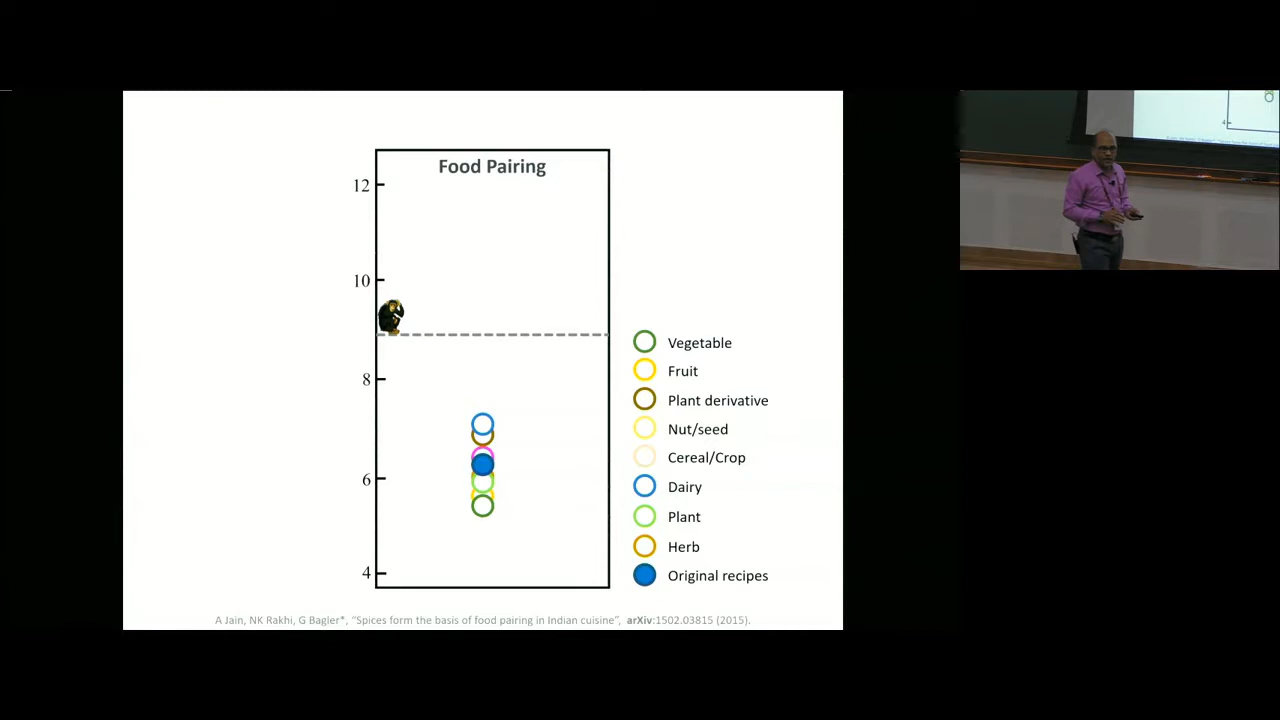 Food Pairing
12
10
8
6
4
Vegetable
Fruit
Plant derivative
Nut/seed
Cereal/Crop
Dairy
Plant
Herb
Original recipes
A Jain, NK Rakhi, G Bagler*, “Spices form the basis of food pairing in Indian cuisine”, arXiv:1502.03815 (2015).
4